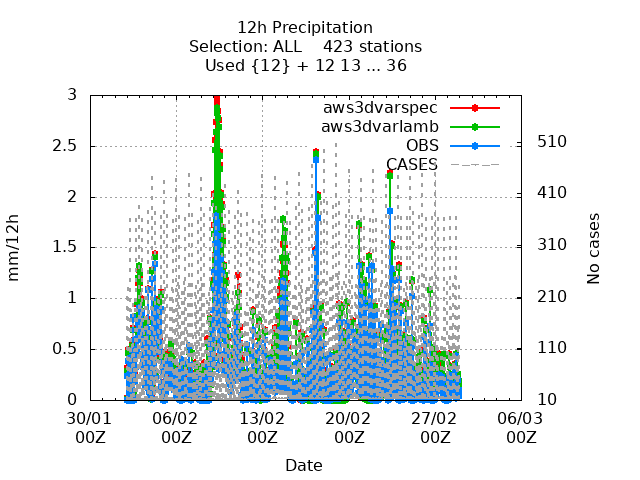 12h Precipitation
Selection: ALL    423 stations
Used {12} + 12 13 ... 36
aws3dvarspec
aws3dvarlamb
OBS
CASES
3
2.5
2
1.5
1
0.5
0
mm/12h
510
410
310
210
110
10
No cases
30/01 06/02 13/02 20/02 27/02 06/03
00Z 00Z 00Z 00Z 00Z 00Z
Date